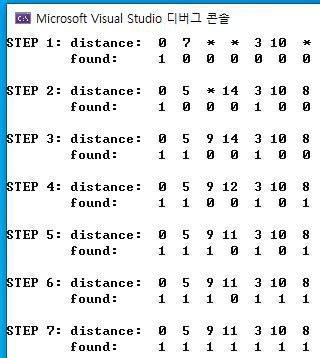 Microsoft Visual Studio 디버그 콘솔
STEP 1: distance: 0 7 * * 3 10 *
found: 1 0 0 0 0 0 0
STEP 2: distance: 0 5 * 14 3 10 8
found: 1 0 0 0 1 0 0
STEP 3: distance: 0 5 9 14 3 10 8
found: 1 1 0 0 1 0 0
STEP 4: distance: 0 5 9 12 3 10 8
found: 1 1 0 0 1 0 1
STEP 5: distance: 0 5 9 11 3 10 8
found: 1 1 1 0 1 0 1
STEP 6: distance: 0 5 9 11 3 10 8
found: 1 1 1 0 1 1 1
STEP 7: distance: 0 5 9 11 3 10 8
found: 1 1 1 1 1 1 1